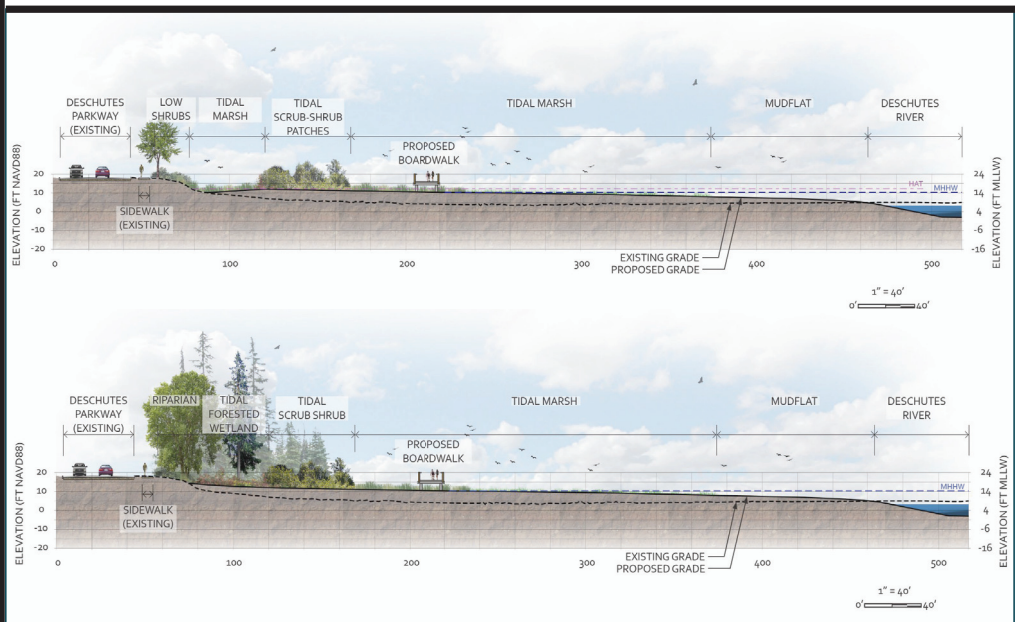 DESCHUTES
PARKWAY
(EXISTING)
LOW
SHRUBS
TIDAL
MARSH
TIDAL
SCRUB-SHRUB
PATCHES
TIDAL MARSH
MUDFLAT
DESCHUTES
RIVER
PROPOSED
BOARDWALK
ELEVATION (FT NAVD88)
20
10
0
-10
-20
SIDEWALK
(EXISTING)
HAT
MHHW
24
14
4
-6
-16
ELEVATION (FT MLLW)
EXISTING GRADE
PROPOSED GRADE
0
100
200
300
400
500
1" = 40'
0'
40'
DESCHUTES
PARKWAY
(EXISTING)
RIPARIAN
TIDAL
FORESTED
WETLAND
TIDAL
SCRUB SHRUB
TIDAL MARSH
MUDFLAT
DESCHUTES
RIVER
PROPOSED
BOARDWALK
ELEVATION (FT NAVD88)
20
10
0
-10
-20
SIDEWALK
(EXISTING)
MHHW
24
14
4
-6
-16
ELEVATION (FT MLLW)
EXISTING GRADE
PROPOSED GRADE
0
100
200
300
400
500
1" = 40'
0'
40'